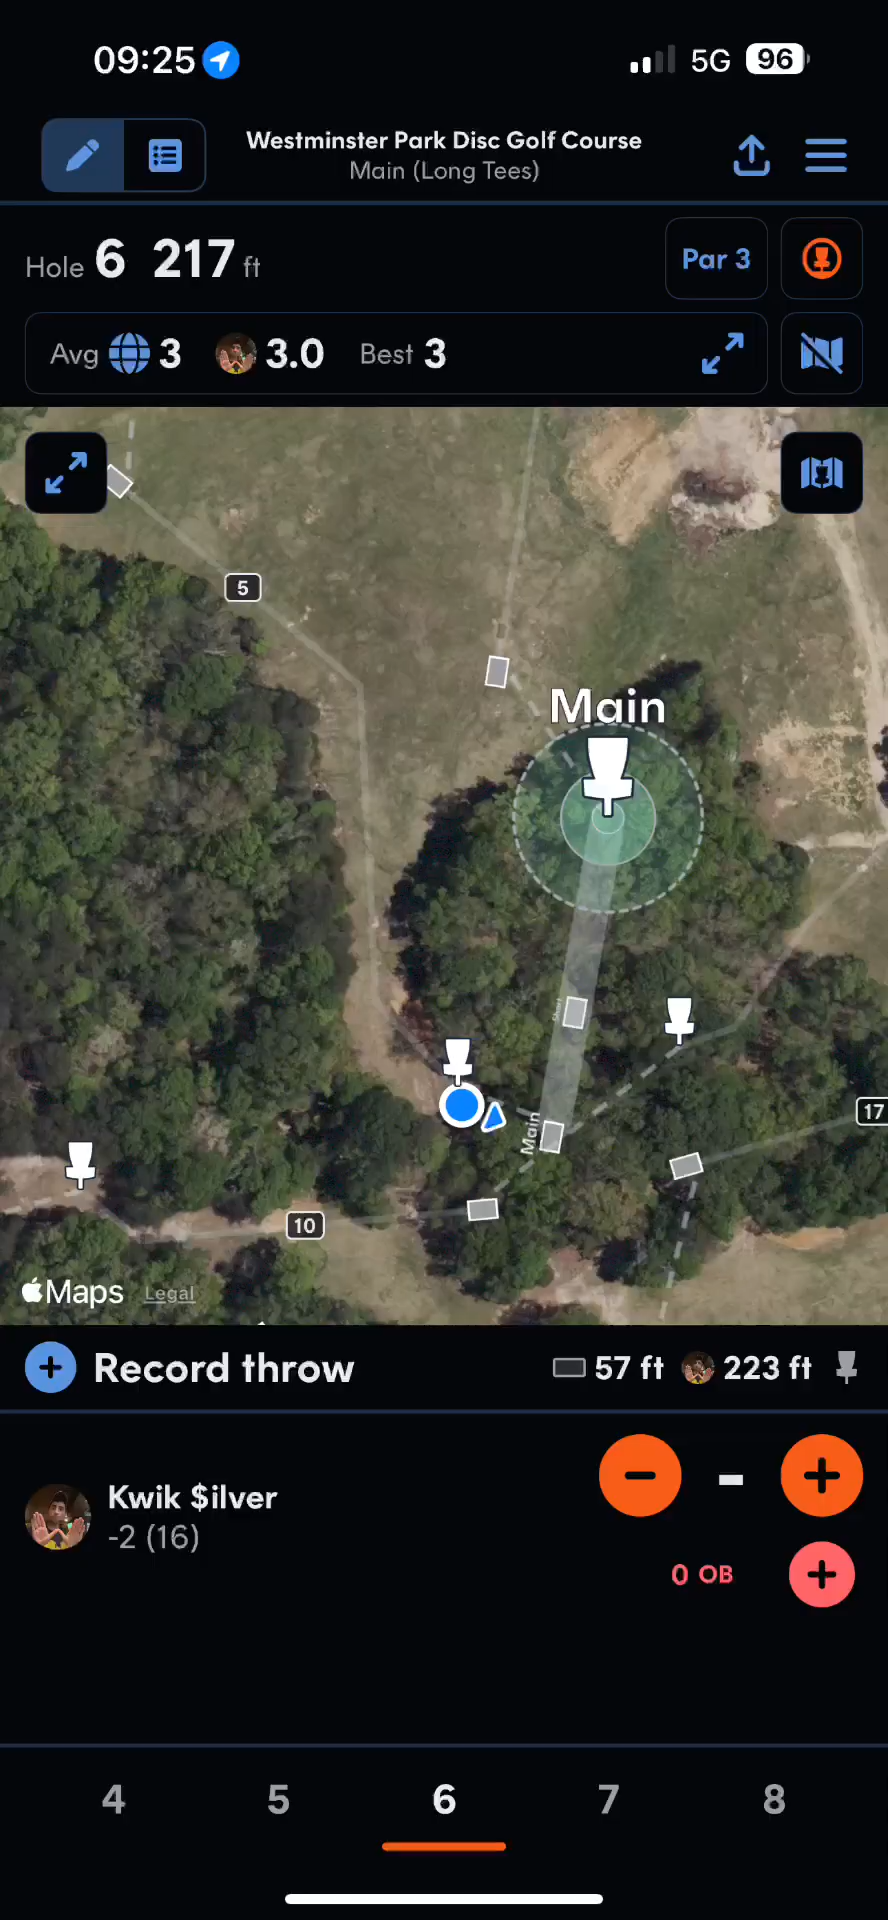 09:25
5G 96
Westminster Park Disc Golf Course
Main (Long Tees)
Hole 6 217 ft
Par 3
Avg 3 3.0 Best 3
5
Main
Short
Main
17
10
Maps Legal
Record throw 57 ft 223 ft
Kwik $ilver
-2 (16)
-
0 OB
4 5 6 7 8